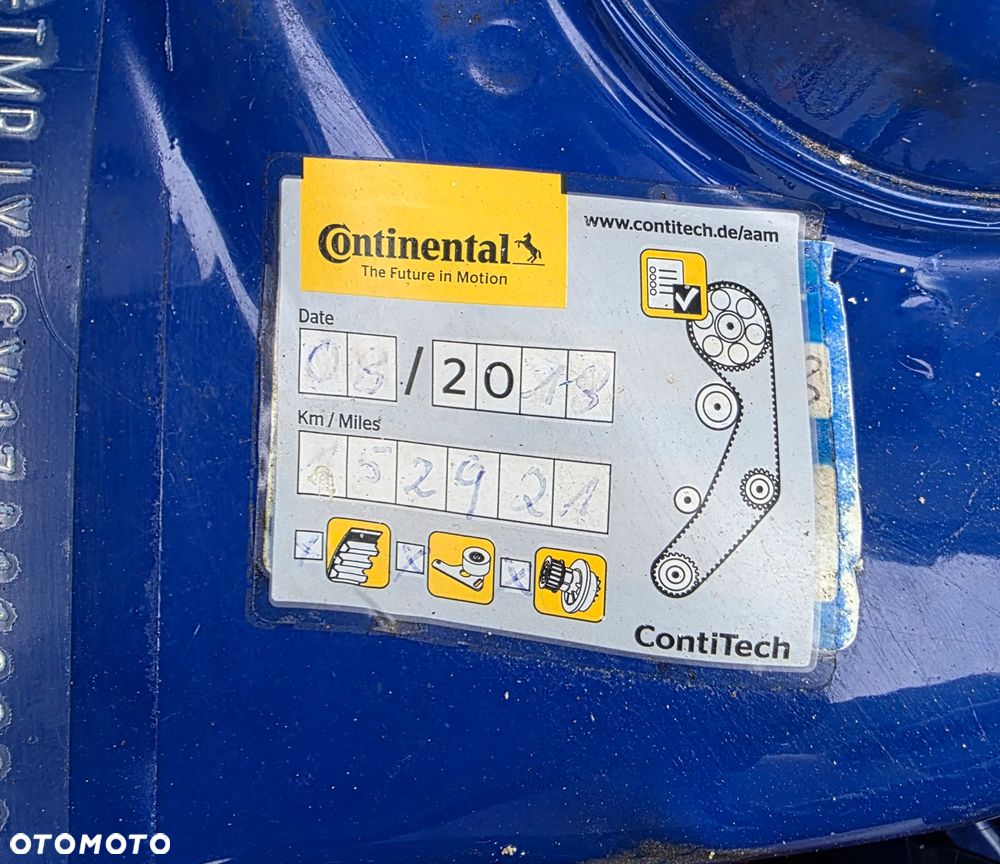 Continental
The Future in Motion
www.contitech.de/aam
Date
08/2018
Km / Miles
152921
ContiTech
OTOMOTO